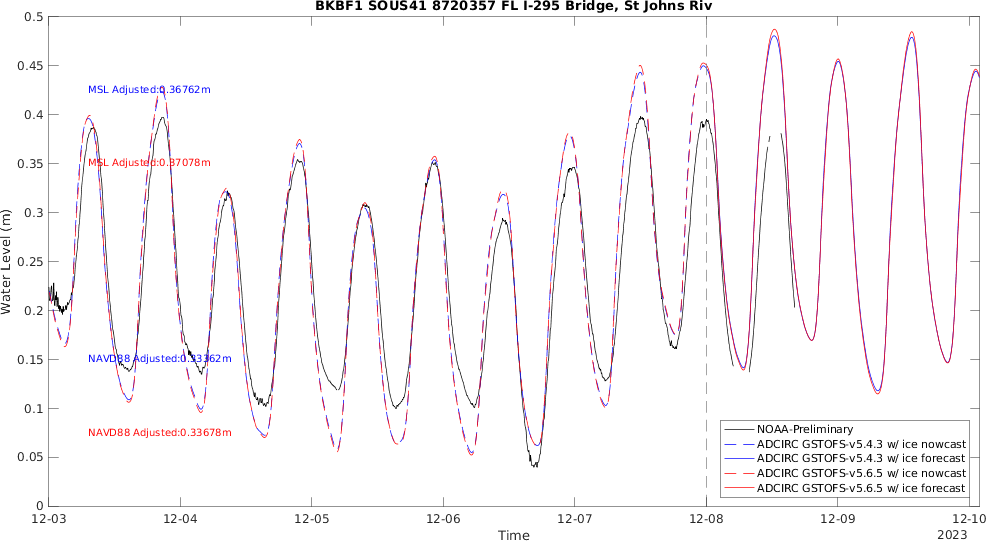 BKBF1 SOUS41 8720357 FL I-295 Bridge, St Johns Riv
0.5
0.45
0.4
0.35
0.3
0.25
0.2
0.15
0.1
0.05
0
Water Level (m)
MSL Adjusted:0.36762m
MSL Adjusted:0.37078m
NAVD88 Adjusted:0.33362m
NAVD88 Adjusted:0.33678m
NOAA-Preliminary
ADCIRC GSTOFS-v5.4.3 w/ ice nowcast
ADCIRC GSTOFS-v5.4.3 w/ ice forecast
ADCIRC GSTOFS-v5.6.5 w/ ice nowcast
ADCIRC GSTOFS-v5.6.5 w/ ice forecast
12-03 12-04 12-05 12-06 12-07 12-08 12-09 12-10
2023
Time